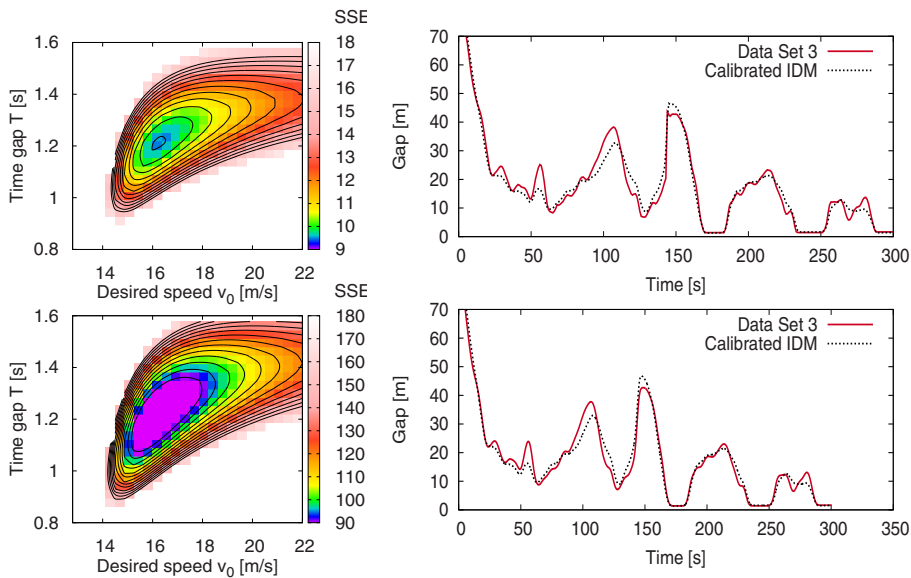 SSE
1.6
1.4
1.2
1
0.8
Time gap T [s]
14 16 18 20 22
Desired speed v_0 [m/s]
18
17
16
15
14
13
12
11
10
9
70
60
50
40
30
20
10
0
Gap [m]
Data Set 3
Calibrated IDM
0 50 100 150 200 250 300
Time [s]
SSE
1.6
1.4
1.2
1
0.8
Time gap T [s]
14 16 18 20 22
Desired speed v_0 [m/s]
180
170
160
150
140
130
120
110
100
90
70
60
50
40
30
20
10
0
Gap [m]
Data Set 3
Calibrated IDM
0 50 100 150 200 250 300 350
Time [s]